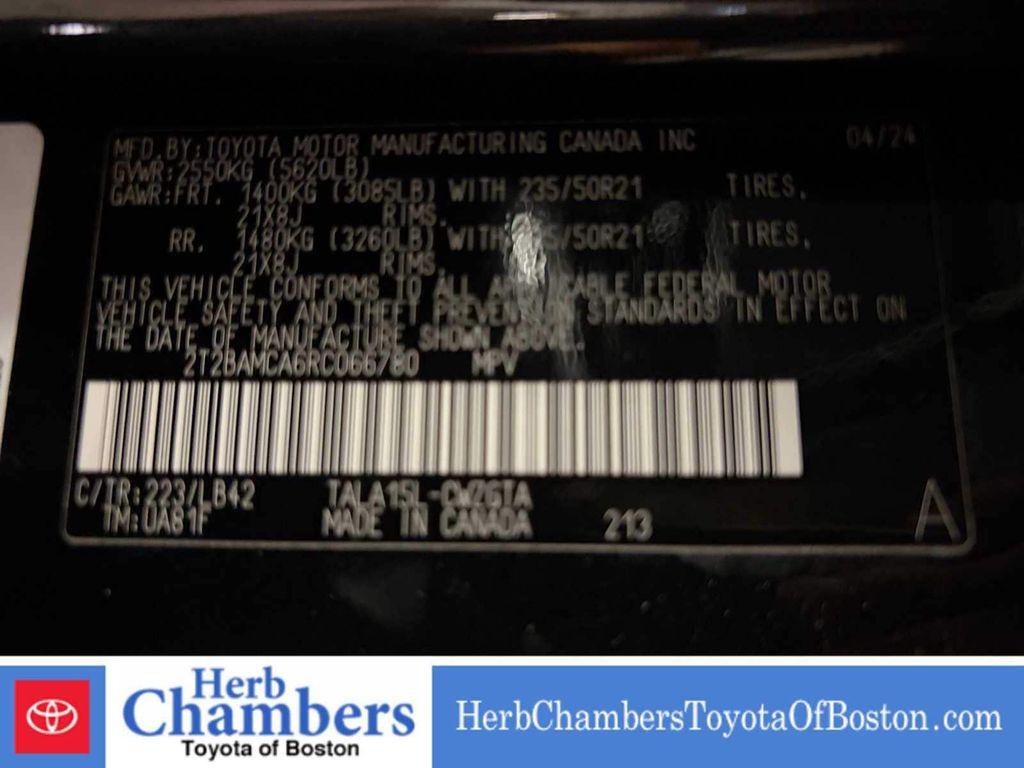 MFD.BY:TOYOTA MOTOR MANUFACTURING CANADA INC 04/24
GVWR:2550KG (5620LB)
GAWR:FRT. 1400KG (3085LB) WITH 235/50R21 TIRES.
21X8J RIMS.
RR. 1480KG (3260LB) WITH 235/50R21 TIRES.
21X8J RIMS.
THIS VEHICLE CONFORMS TO ALL APPLICABLE FEDERAL MOTOR
VEHICLE SAFETY AND THEFT PREVENTION STANDARDS IN EFFECT ON
THE DATE OF MANUFACTURE SHOWN ABOVE.
2T2BAMCA6RC066780 MPV
C/TR:223/LB42 TALA15L-CWZGTA
TM:UA81F MADE IN CANADA 213
A
Herb
Chambers
Toyota of Boston
HerbChambersToyotaOfBoston.com